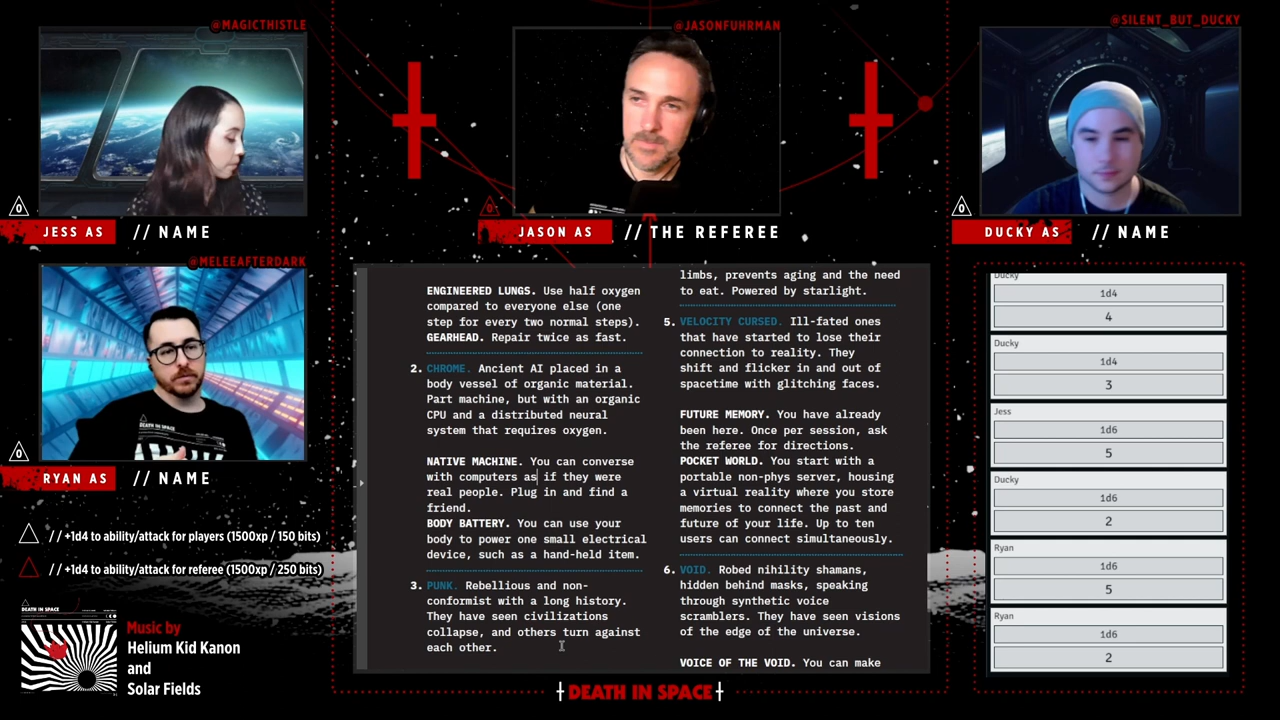 @MAGICTHISTLE
@JASONFUHRMAN
@SILENT_BUT_DUCKY
0
JESS AS
// NAME
0
JASON AS
// THE REFEREE
0
DUCKY AS
// NAME
@MELEEAFTERDARK
DEATH IN SPACE
0
RYAN AS
// NAME
// +1d4 to ability/attack for players (1500xp / 150 bits)
// +1d4 to ability/attack for referee (1500xp / 250 bits)
DEATH IN SPACE
Music by
Helium Kid Kanon
and
Solar Fields
ENGINEERED LUNGS. Use half oxygen
compared to everyone else (one
step for every two normal steps).
GEARHEAD. Repair twice as fast.
2. CHROME. Ancient AI placed in a
body vessel of organic material.
Part machine, but with an organic
CPU and a distributed neural
system that requires oxygen.
NATIVE MACHINE. You can converse
with computers as if they were
real people. Plug in and find a
friend.
BODY BATTERY. You can use your
body to power one small electrical
device, such as a hand-held item.
3. PUNK. Rebellious and non-
conformist with a long history.
They have seen civilizations
collapse, and others turn against
each other.
limbs, prevents aging and the need
to eat. Powered by starlight.
5. VELOCITY CURSED. Ill-fated ones
that have started to lose their
connection to reality. They
shift and flicker in and out of
spacetime with glitching faces.
FUTURE MEMORY. You have already
been here. Once per session, ask
the referee for directions.
POCKET WORLD. You start with a
portable non-phys server, housing
a virtual reality where you store
memories to connect the past and
future of your life. Up to ten
users can connect simultaneously.
6. VOID. Robed nihility shamans,
hidden behind masks, speaking
through synthetic voice
scramblers. They have seen visions
of the edge of the universe.
VOICE OF THE VOID. You can make
Ducky
1d4
4
Ducky
1d4
3
Jess
1d6
5
Ducky
1d6
2
Ryan
1d6
5
Ryan
1d6
2
DEATH IN SPACE